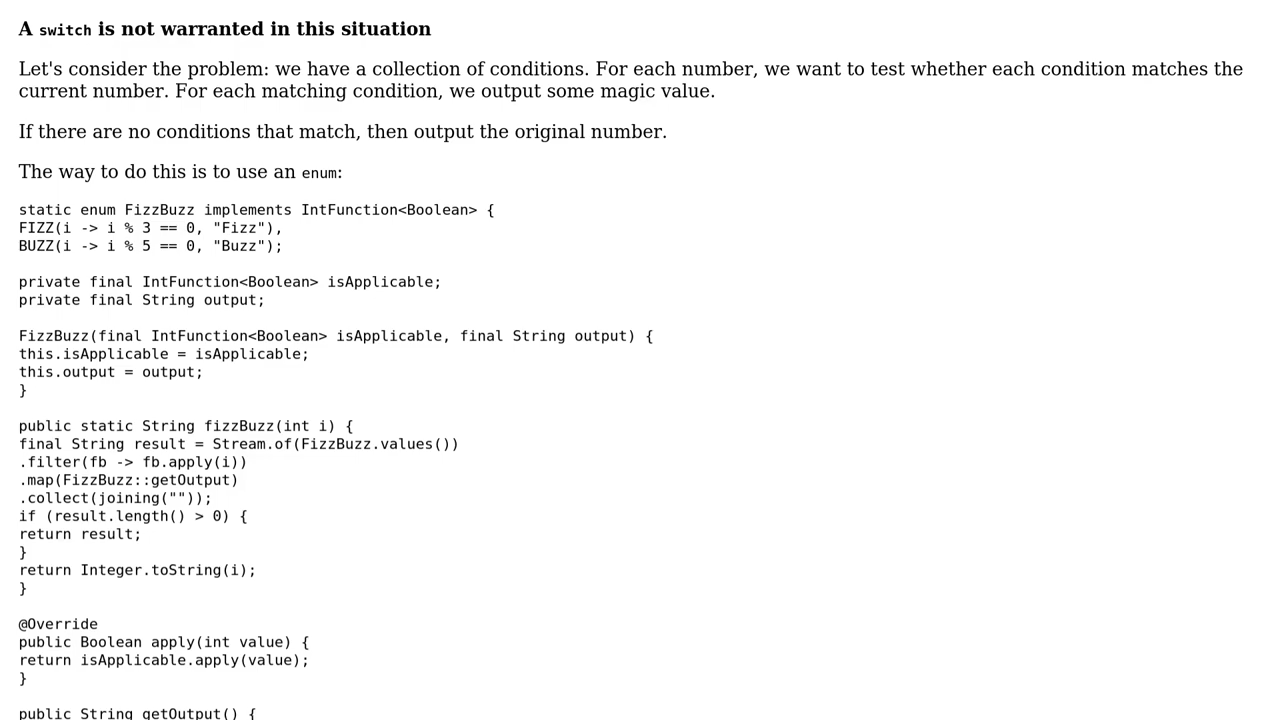 A switch is not warranted in this situation
Let's consider the problem: we have a collection of conditions. For each number, we want to test whether each condition matches the
current number. For each matching condition, we output some magic value.
If there are no conditions that match, then output the original number.
The way to do this is to use an enum:
static enum FizzBuzz implements IntFunction<Boolean> {
FIZZ(i -> i % 3 == 0, "Fizz"),
BUZZ(i -> i % 5 == 0, "Buzz");
private final IntFunction<Boolean> isApplicable;
private final String output;
FizzBuzz(final IntFunction<Boolean> isApplicable, final String output) {
this.isApplicable = isApplicable;
this.output = output;
}
public static String fizzBuzz(int i) {
final String result = Stream.of(FizzBuzz.values())
.filter(fb -> fb.apply(i))
.map(FizzBuzz::getOutput)
.collect(joining(""));
if (result.length() > 0) {
return result;
}
return Integer.toString(i);
}
@Override
public Boolean apply(int value) {
return isApplicable.apply(value);
}
public String getOutput() {